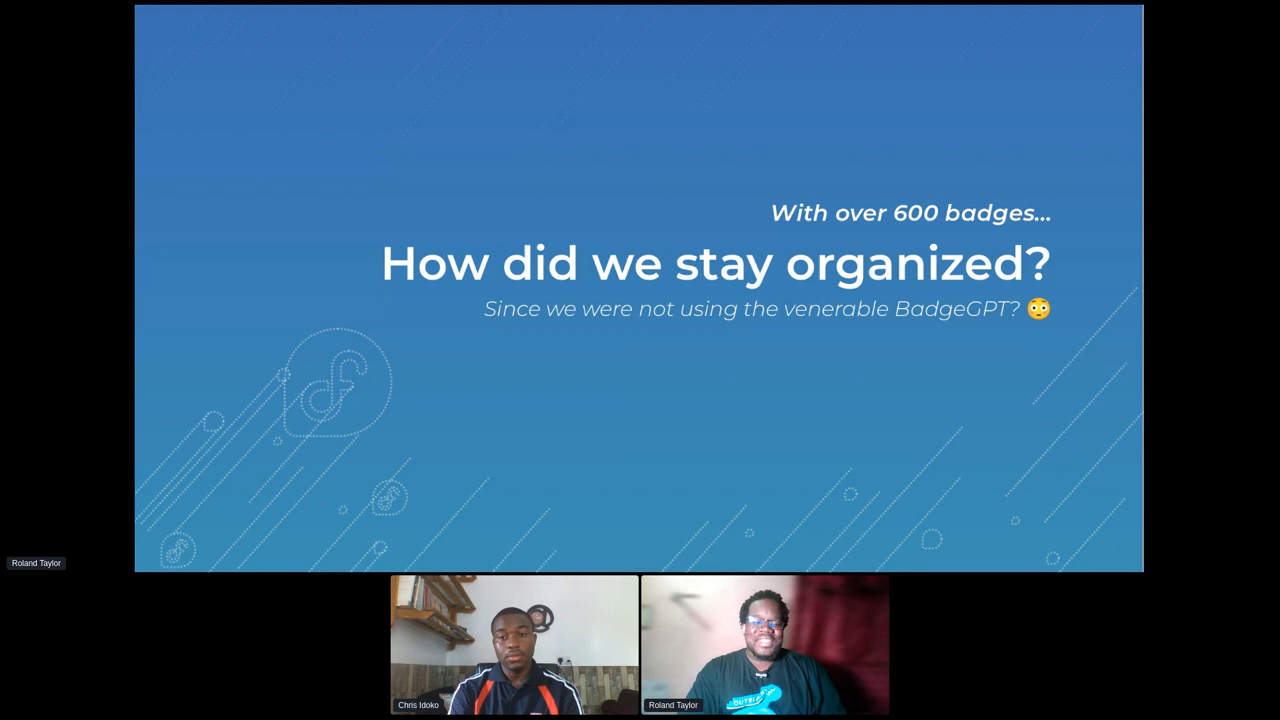 With over 600 badges...
How did we stay organized?
Since we were not using the venerable BadgeGPT? 😳
Roland Taylor
Chris Idoko
Roland Taylor